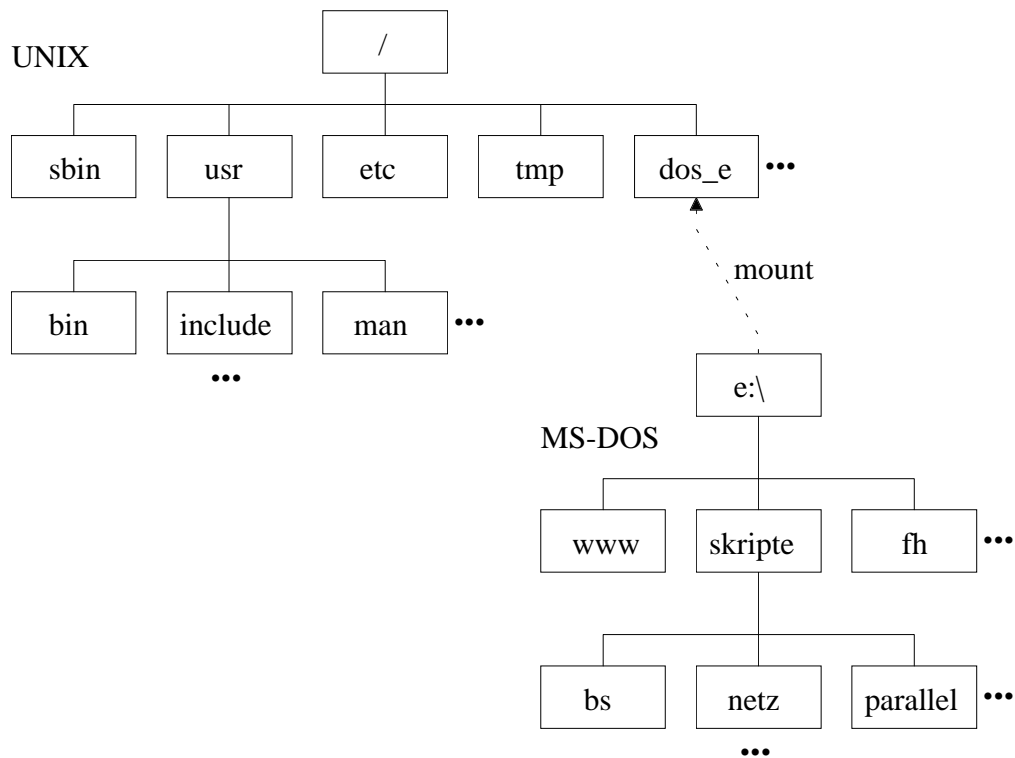 /
UNIX
sbin usr etc tmp dos_e •••
mount
bin include man •••
•••
e:\
MS-DOS
www skripte fh •••
bs netz parallel •••
•••